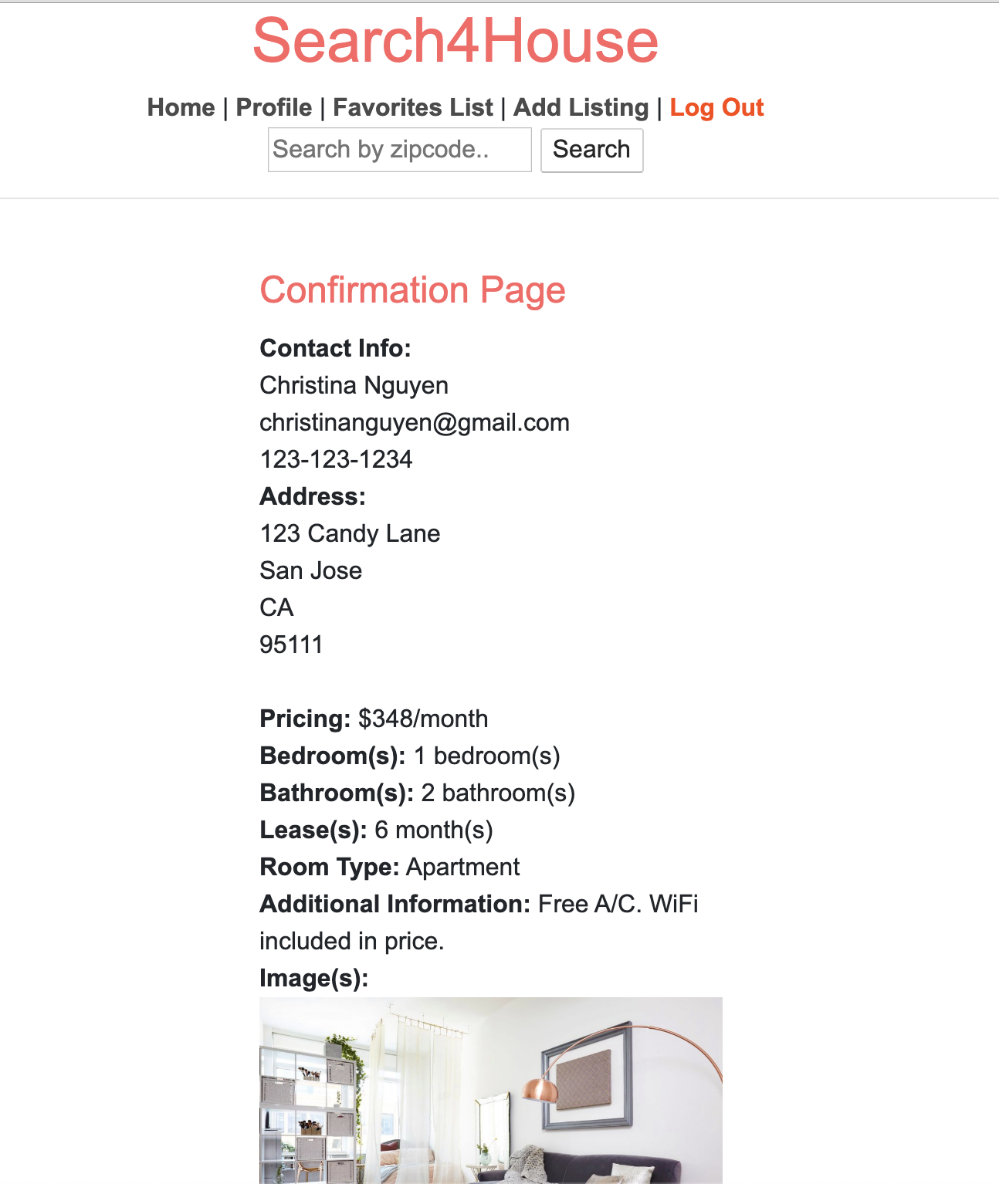 Search4House
Home | Profile | Favorites List | Add Listing | Log Out
Search by zipcode.. Search
Confirmation Page
Contact Info:
Christina Nguyen
christinanguyen@gmail.com
123-123-1234
Address:
123 Candy Lane
San Jose
CA
95111
Pricing: $348/month
Bedroom(s): 1 bedroom(s)
Bathroom(s): 2 bathroom(s)
Lease(s): 6 month(s)
Room Type: Apartment
Additional Information: Free A/C. WiFi
included in price.
Image(s):